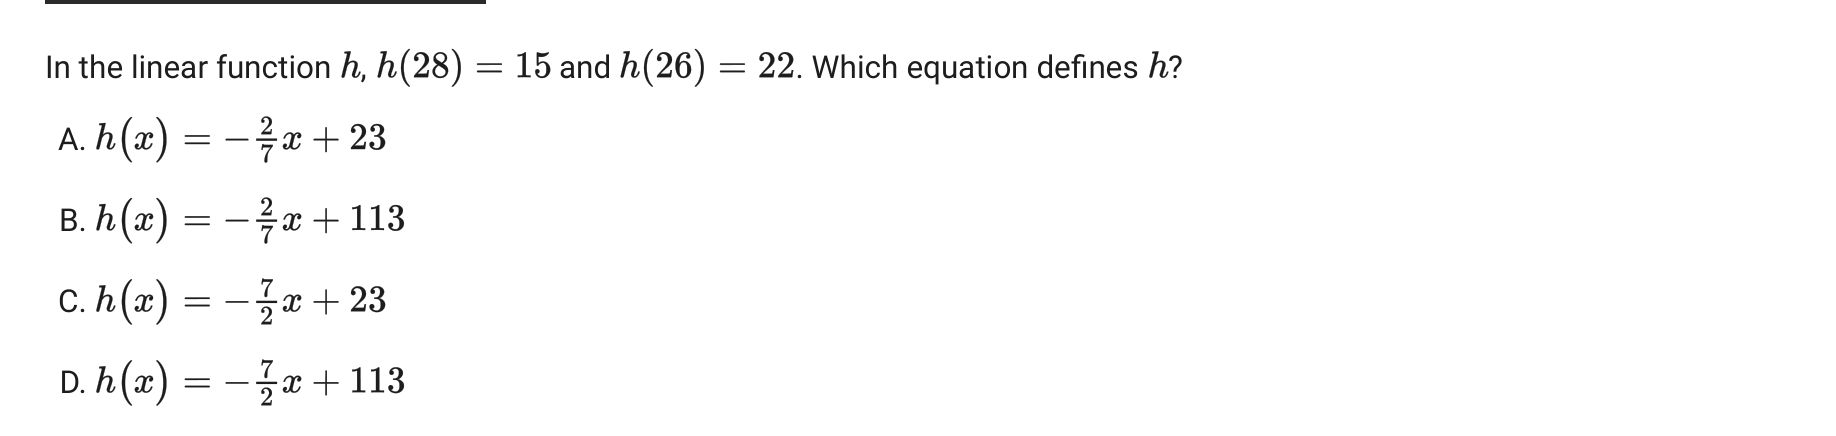 In the linear function h, h(28) = 15 and h(26) = 22. Which equation defines h?
A. h(x) = −2/7x + 23
B. h(x) = −2/7x + 113
C. h(x) = −7/2x + 23
D. h(x) = −7/2x + 113